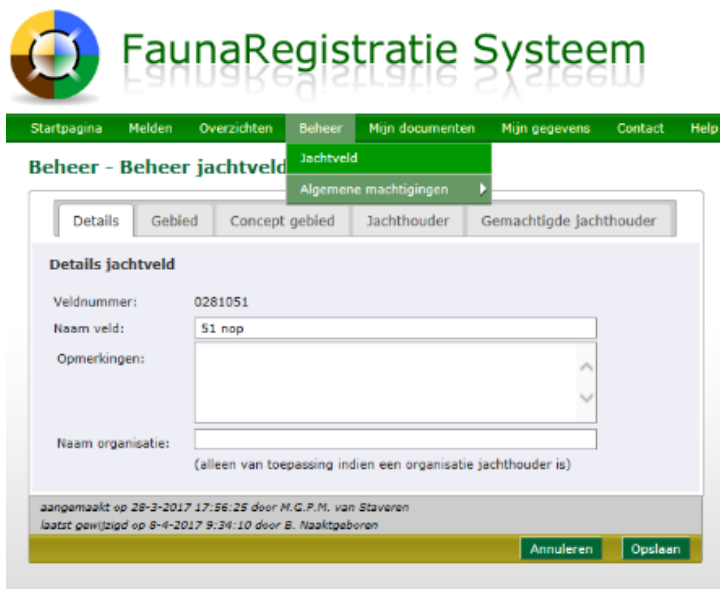 FaunaRegistratie Systeem
Startpagina Melden Overzichten Beheer Mijn documenten Mijn gegevens Contact Help
Beheer - Beheer jachtveld
Jachtveld
Algemene machtigingen
Details Gebied Concept gebied Jachthouder Gemachtigde jachthouder
Details jachtveld
Veldnummer: 0281051
Naam veld: 51 nop
Opmerkingen:
Naam organisatie:
(alleen van toepassing indien een organisatie jachthouder is)
aangemaakt op 28-3-2017 17:56:25 door M.G.P.M. van Staveren
laatst gewijzigd op 8-4-2017 9:34:10 door B. Naaktgeboren
Annuleren Opslaan